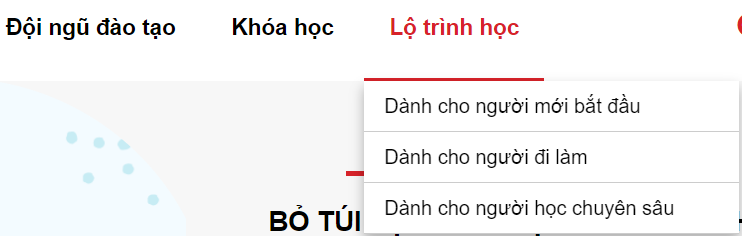 Đội ngũ đào tạo Khóa học Lộ trình học
Dành cho người mới bắt đầu
Dành cho người đi làm
Dành cho người học chuyên sâu
BỎ TÚI